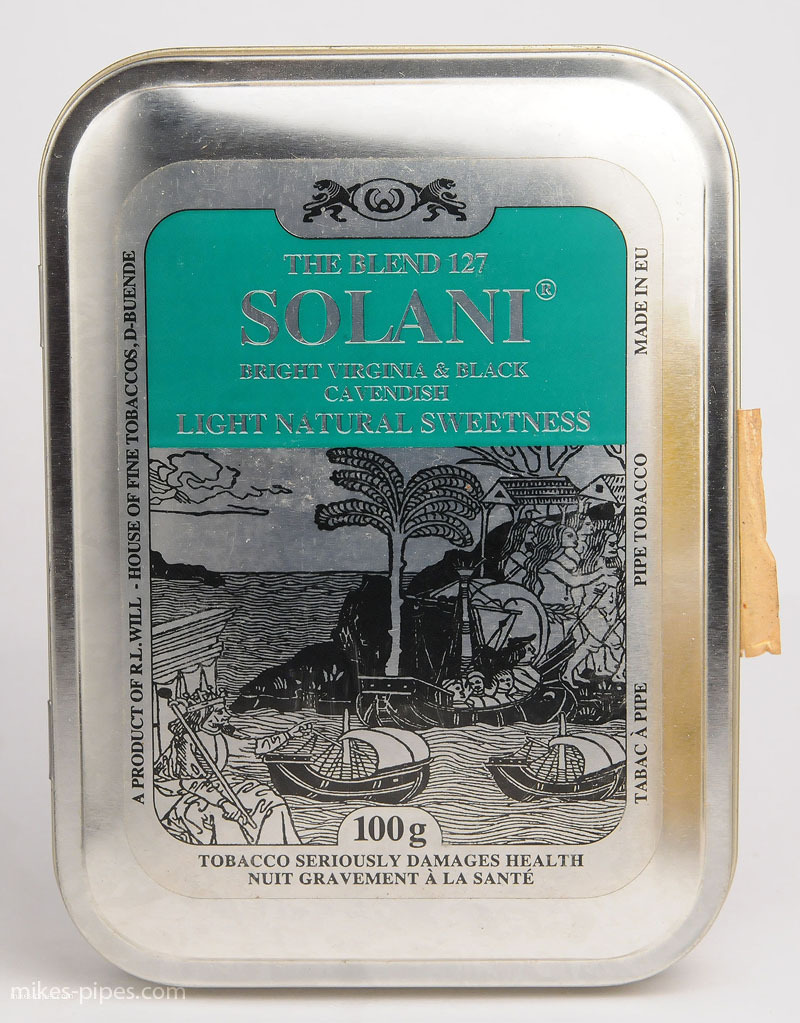 THE BLEND 127
SOLANI®
BRIGHT VIRGINIA & BLACK
CAVENDISH
LIGHT NATURAL SWEETNESS
A PRODUCT OF R.L. WILL - HOUSE OF FINE TOBACCOS, D-BUENDE
MADE IN EU
PIPE TOBACCO
TABAC À PIPE
100 g
TOBACCO SERIOUSLY DAMAGES HEALTH
NUIT GRAVEMENT À LA SANTÉ
mikes-pipes.com